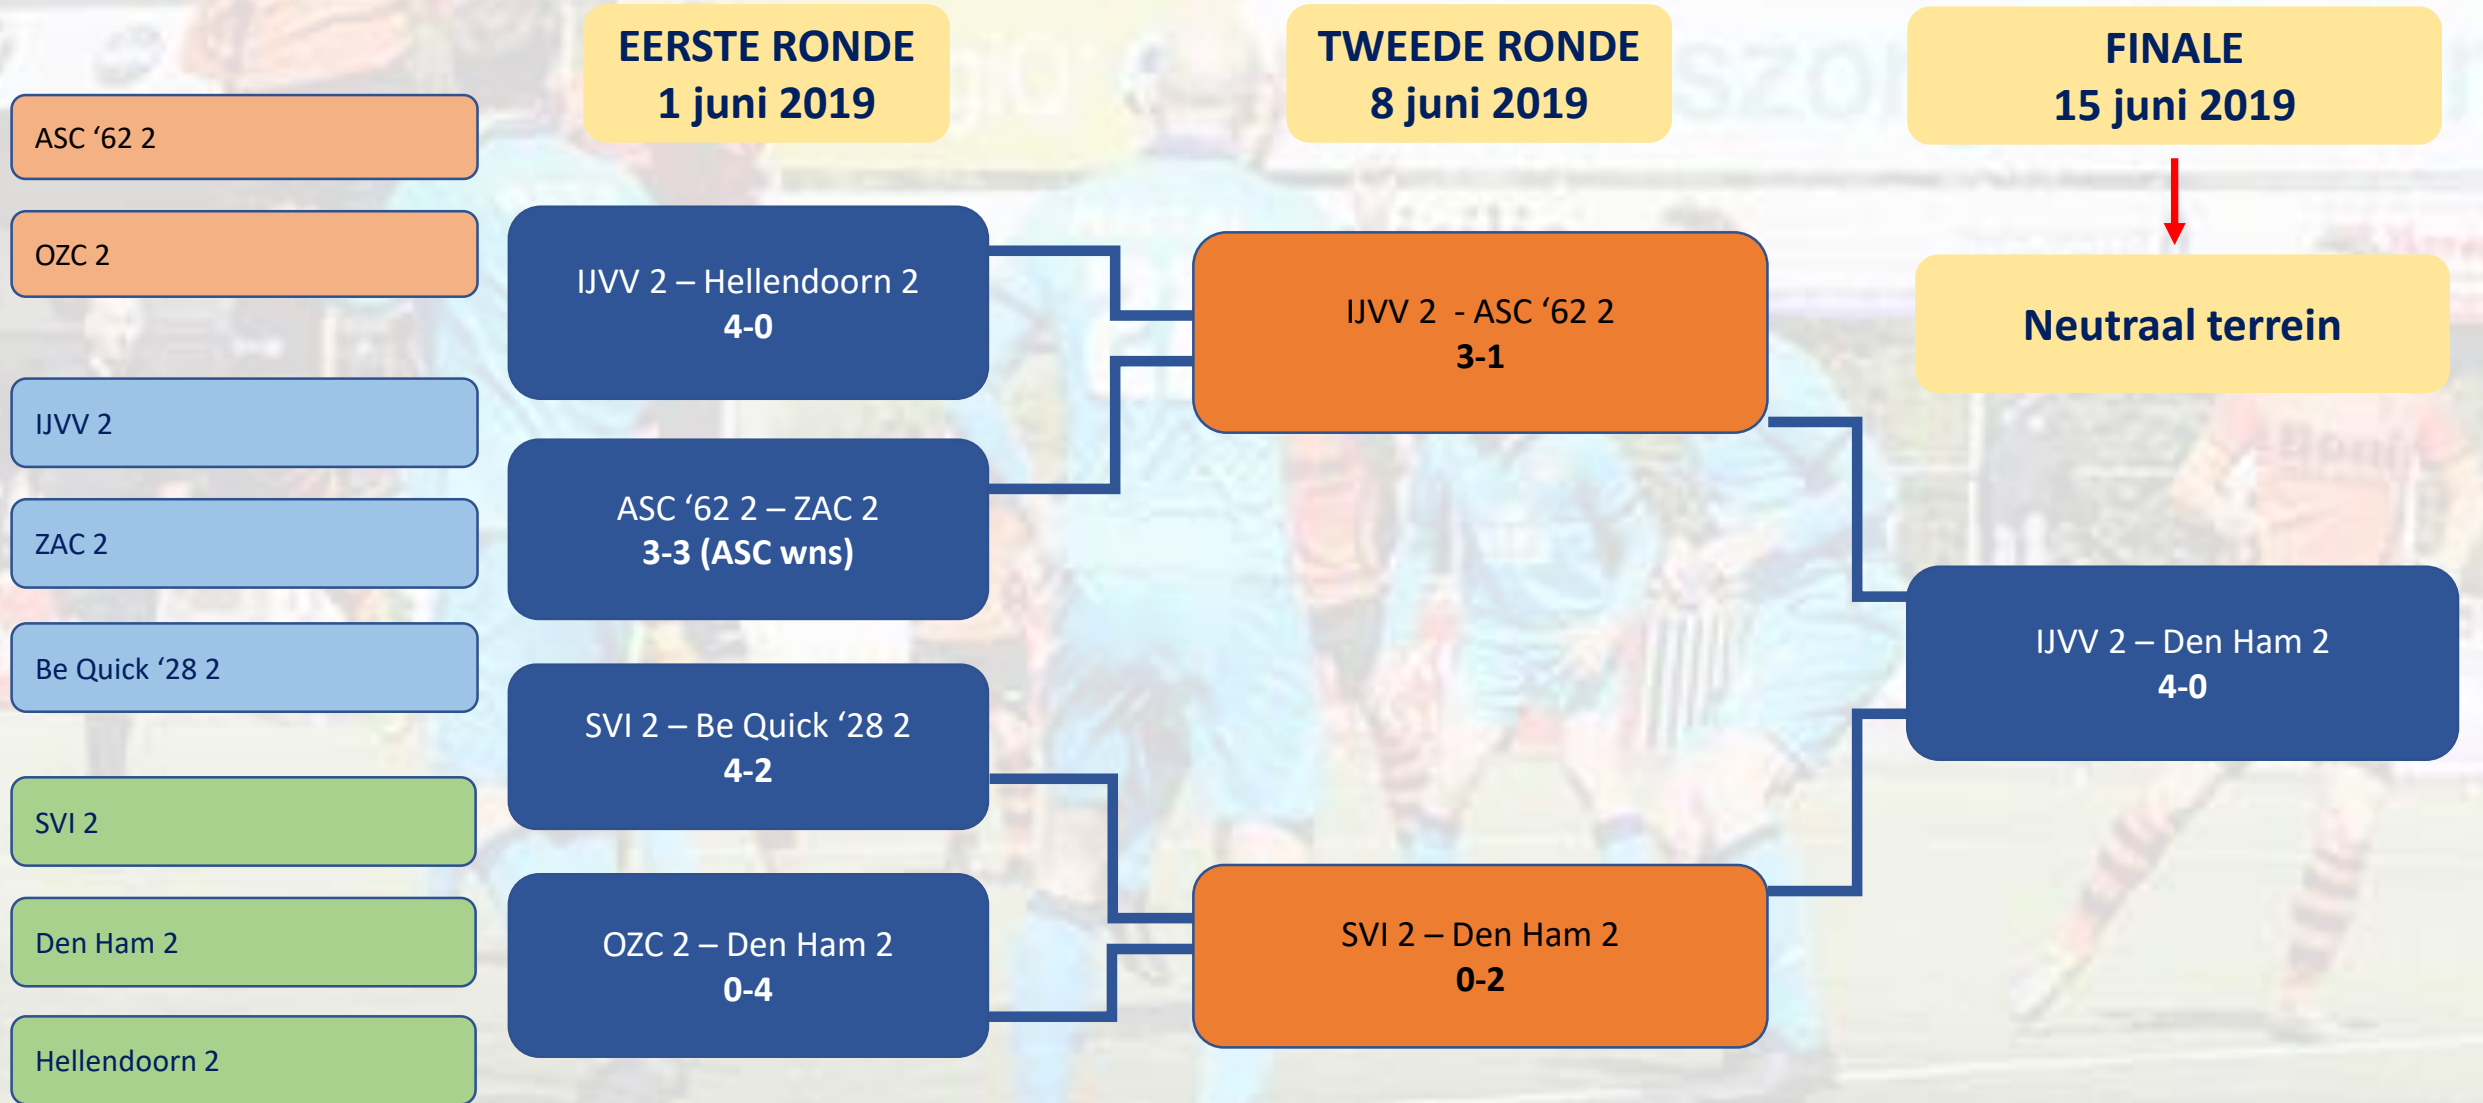 EERSTE RONDE
1 juni 2019
TWEEDE RONDE
8 juni 2019
FINALE
15 juni 2019
Neutraal terrein
ASC ‘62 2
OZC 2
IJVV 2
ZAC 2
Be Quick ‘28 2
SVI 2
Den Ham 2
Hellendoorn 2
IJVV 2 – Hellendoorn 2
4-0
ASC ‘62 2 – ZAC 2
3-3 (ASC wns)
SVI 2 – Be Quick ‘28 2
4-2
OZC 2 – Den Ham 2
0-4
IJVV 2 - ASC ‘62 2
3-1
SVI 2 – Den Ham 2
0-2
IJVV 2 – Den Ham 2
4-0